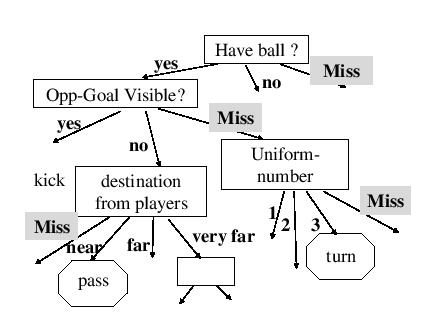 Have ball ?
yes
no
Miss
Opp-Goal Visible?
yes
no
Miss
Uniform-
number
kick
destination
from players
1
2
3
Miss
Miss
near
far
very far
pass
turn